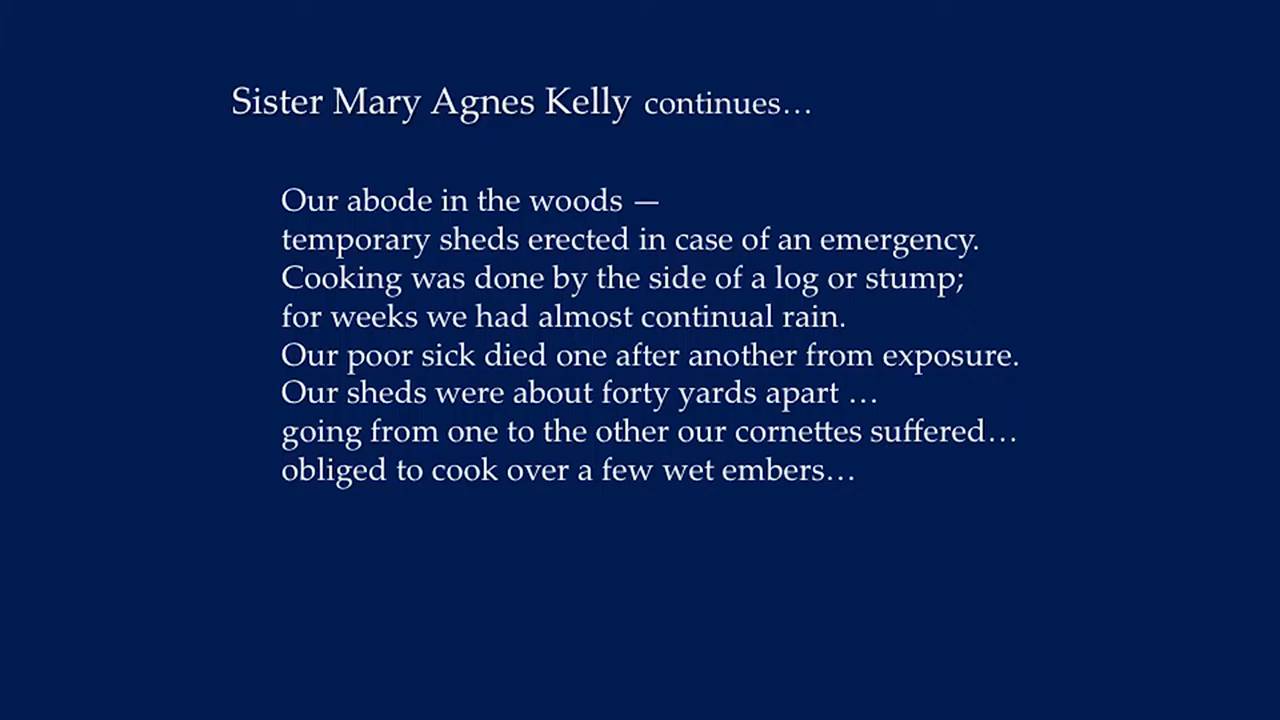 Sister Mary Agnes Kelly continues…
Our abode in the woods —
temporary sheds erected in case of an emergency.
Cooking was done by the side of a log or stump;
for weeks we had almost continual rain.
Our poor sick died one after another from exposure.
Our sheds were about forty yards apart …
going from one to the other our cornettes suffered…
obliged to cook over a few wet embers…